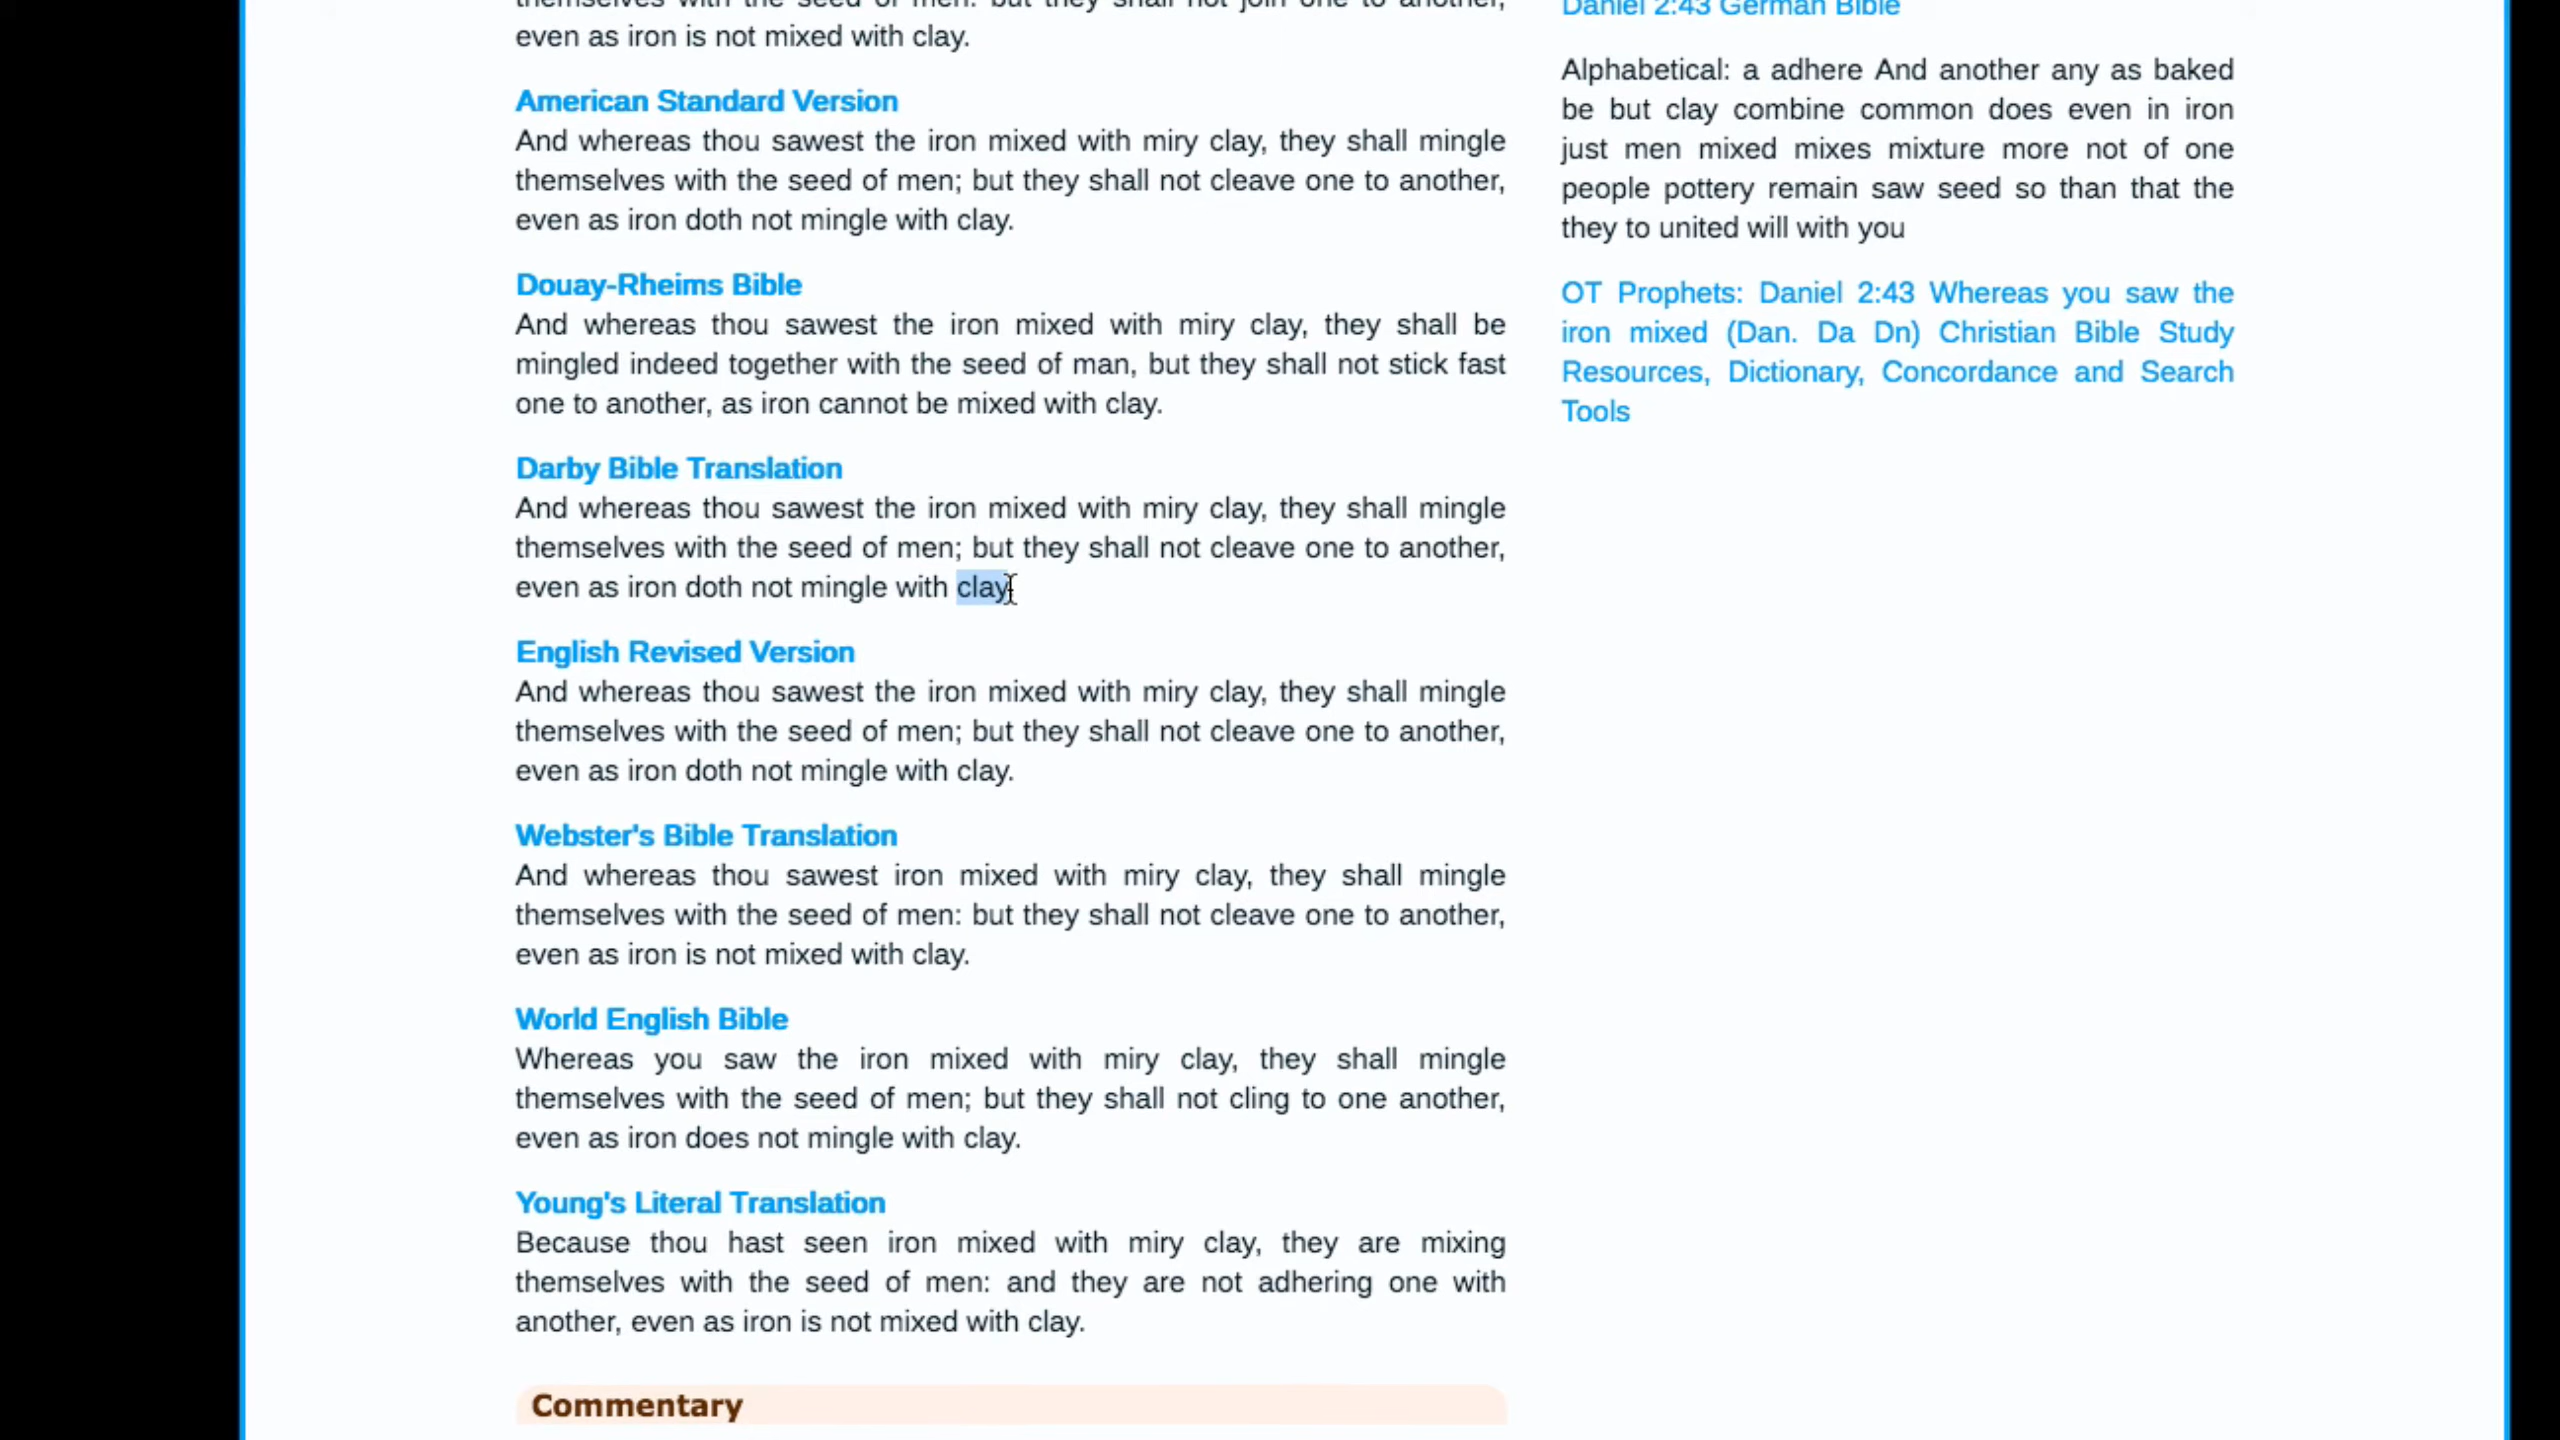 themselves with the seed of men: but they shall not join one to another,
even as iron is not mixed with clay.
American Standard Version
And whereas thou sawest the iron mixed with miry clay, they shall mingle
themselves with the seed of men; but they shall not cleave one to another,
even as iron doth not mingle with clay.
Douay-Rheims Bible
And whereas thou sawest the iron mixed with miry clay, they shall be
mingled indeed together with the seed of man, but they shall not stick fast
one to another, as iron cannot be mixed with clay.
Darby Bible Translation
And whereas thou sawest the iron mixed with miry clay, they shall mingle
themselves with the seed of men; but they shall not cleave one to another,
even as iron doth not mingle with clay.
English Revised Version
And whereas thou sawest the iron mixed with miry clay, they shall mingle
themselves with the seed of men; but they shall not cleave one to another,
even as iron doth not mingle with clay.
Webster's Bible Translation
And whereas thou sawest iron mixed with miry clay, they shall mingle
themselves with the seed of men: but they shall not cleave one to another,
even as iron is not mixed with clay.
World English Bible
Whereas you saw the iron mixed with miry clay, they shall mingle
themselves with the seed of men; but they shall not cling to one another,
even as iron does not mingle with clay.
Young's Literal Translation
Because thou hast seen iron mixed with miry clay, they are mixing
themselves with the seed of men: and they are not adhering one with
another, even as iron is not mixed with clay.
Commentary
Daniel 2:43 German Bible
Alphabetical: a adhere And another any as baked
be but clay combine common does even in iron
just men mixed mixes mixture more not of one
people pottery remain saw seed so than that the
they to united will with you
OT Prophets: Daniel 2:43 Whereas you saw the
iron mixed (Dan. Da Dn) Christian Bible Study
Resources, Dictionary, Concordance and Search
Tools